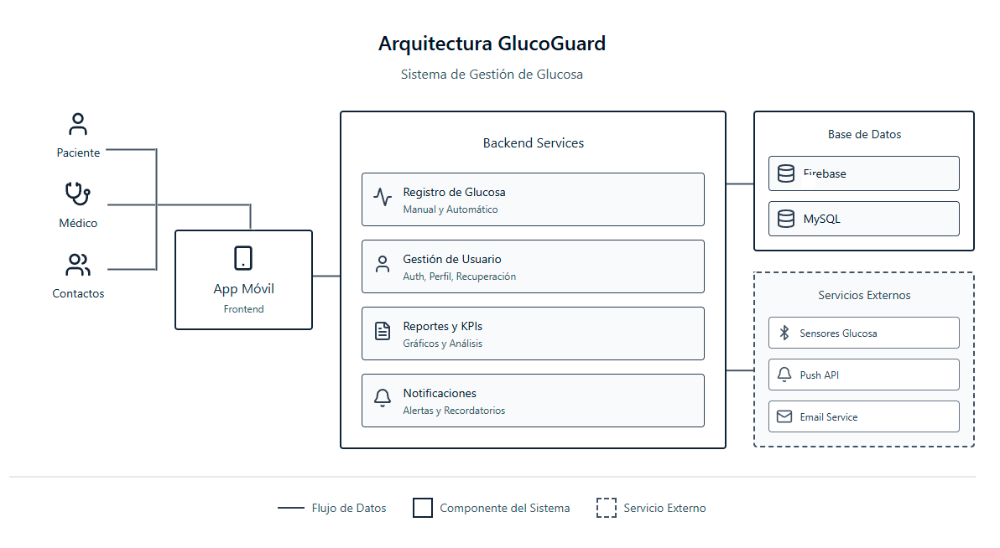 Arquitectura GlucoGuard
Sistema de Gestión de Glucosa
Paciente
Médico
Contactos
App Móvil
Frontend
Backend Services
Registro de Glucosa
Manual y Automático
Gestión de Usuario
Auth, Perfil, Recuperación
Reportes y KPIs
Gráficos y Análisis
Notificaciones
Alertas y Recordatorios
Base de Datos
Firebase
MySQL
Servicios Externos
Sensores Glucosa
Push API
Email Service
Flujo de Datos
Componente del Sistema
Servicio Externo